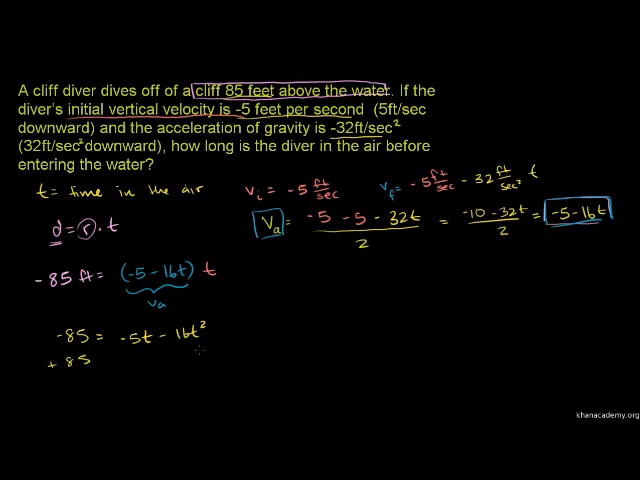 A cliff diver dives off of a cliff 85 feet above the water. If the
diver's initial vertical velocity is -5 feet per second (5ft/sec
downward) and the acceleration of gravity is -32ft/sec²
(32ft/sec² downward), how long is the diver in the air before
entering the water?
t = time in the air
Vi = -5 ft/sec
Vf = -5 ft/sec - 32 ft/sec² t
Va = (-5 - 5 - 32t)/2 = (-10 - 32t)/2 = -5 - 16t
d = r · t
-85 ft = (-5 - 16t) t
Va
-85 = -5t - 16t²
+ 85
khanacademy.org